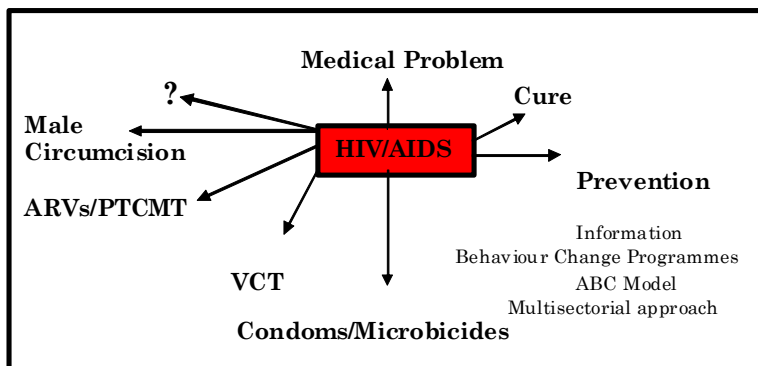 Medical Problem
?
Cure
Male
Circumcision
HIV/AIDS
Prevention
ARVs/PTCMT
Information
Behaviour Change Programmes
ABC Model
Multisectorial approach
VCT
Condoms/Microbicides